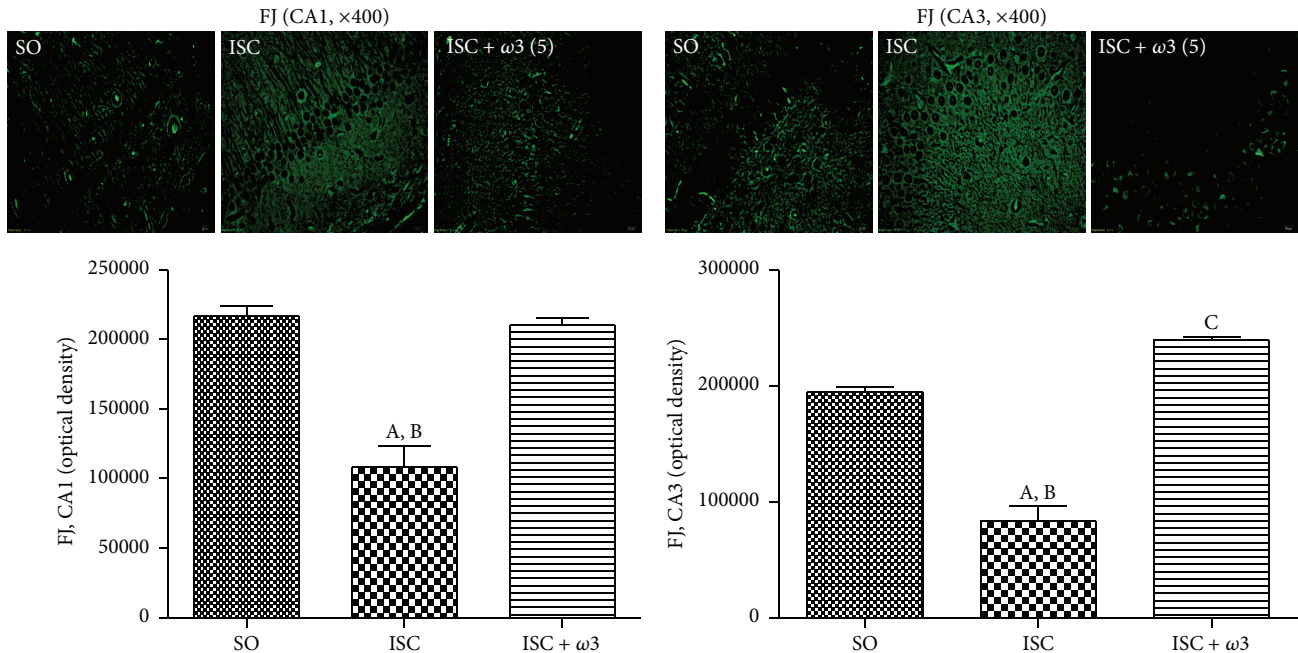 FJ (CA1, ×400)
SO
ISC
ISC + ω3 (5)
FJ (CA3, ×400)
SO
ISC
ISC + ω3 (5)
FJ, CA1 (optical density)
250000
200000
150000
100000
50000
0
A, B
SO
ISC
ISC + ω3
FJ, CA3 (optical density)
300000
200000
100000
0
A, B
C
SO
ISC
ISC + ω3